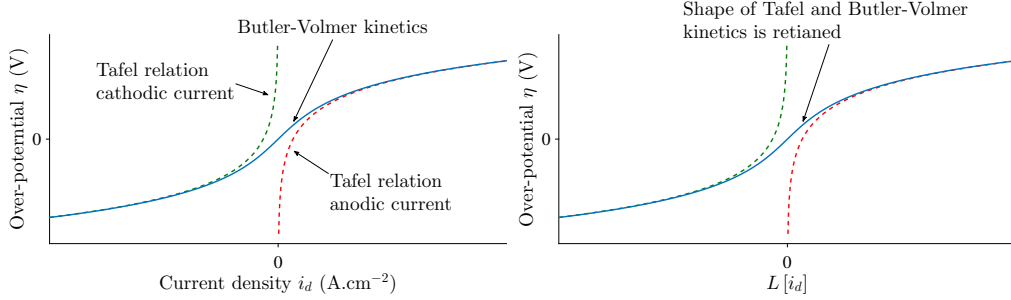 Butler-Volmer kinetics
Tafel relation
cathodic current
Over-potential η (V)
0
Tafel relation
anodic current
0
Current density i_d (A.cm⁻²)
Shape of Tafel and Butler-Volmer
kinetics is retianed
Over-potential η (V)
0
0
L [i_d]